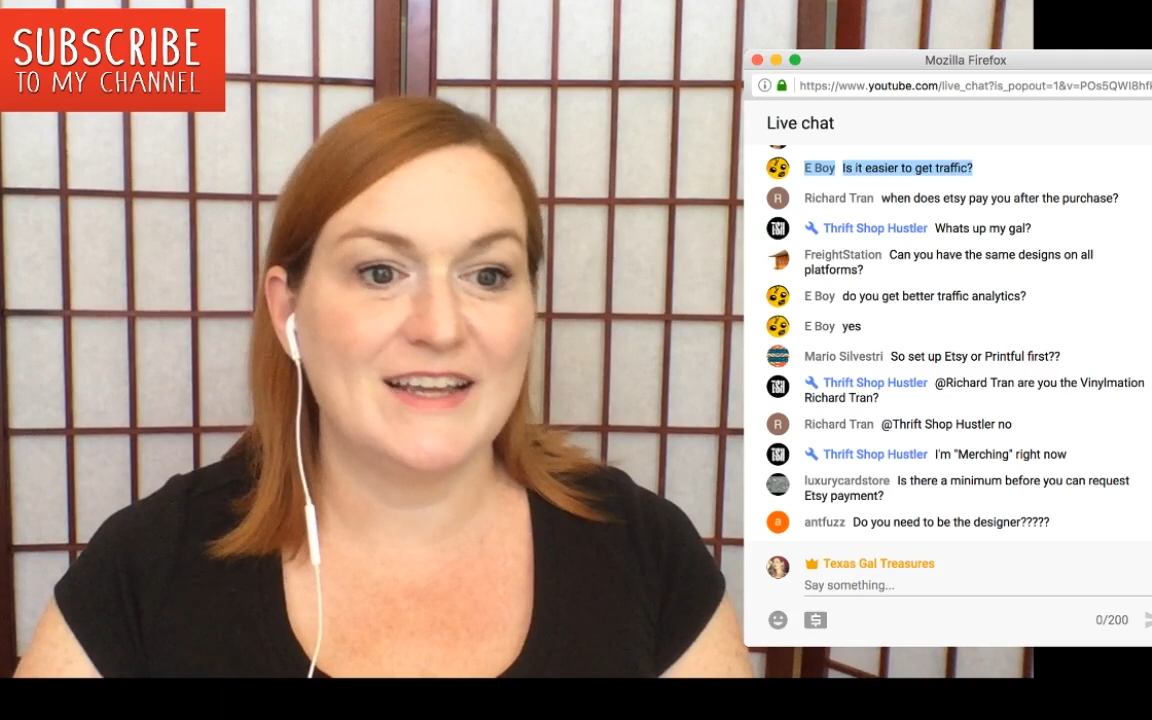 SUBSCRIBE
TO MY CHANNEL
Mozilla Firefox
https://www.youtube.com/live_chat?is_popout=1&v=POs5QWI8hf
Live chat
E Boy Is it easier to get traffic?
R Richard Tran when does etsy pay you after the purchase?
Thrift Shop Hustler Whats up my gal?
FreightStation Can you have the same designs on all
platforms?
E Boy do you get better traffic analytics?
E Boy yes
Mario Silvestri So set up Etsy or Printful first??
Thrift Shop Hustler @Richard Tran are you the Vinylmation
Richard Tran?
R Richard Tran @Thrift Shop Hustler no
Thrift Shop Hustler I'm "Merching" right now
luxurycardstore Is there a minimum before you can request
Etsy payment?
a antfuzz Do you need to be the designer?????
Texas Gal Treasures
Say something...
$ 0/200